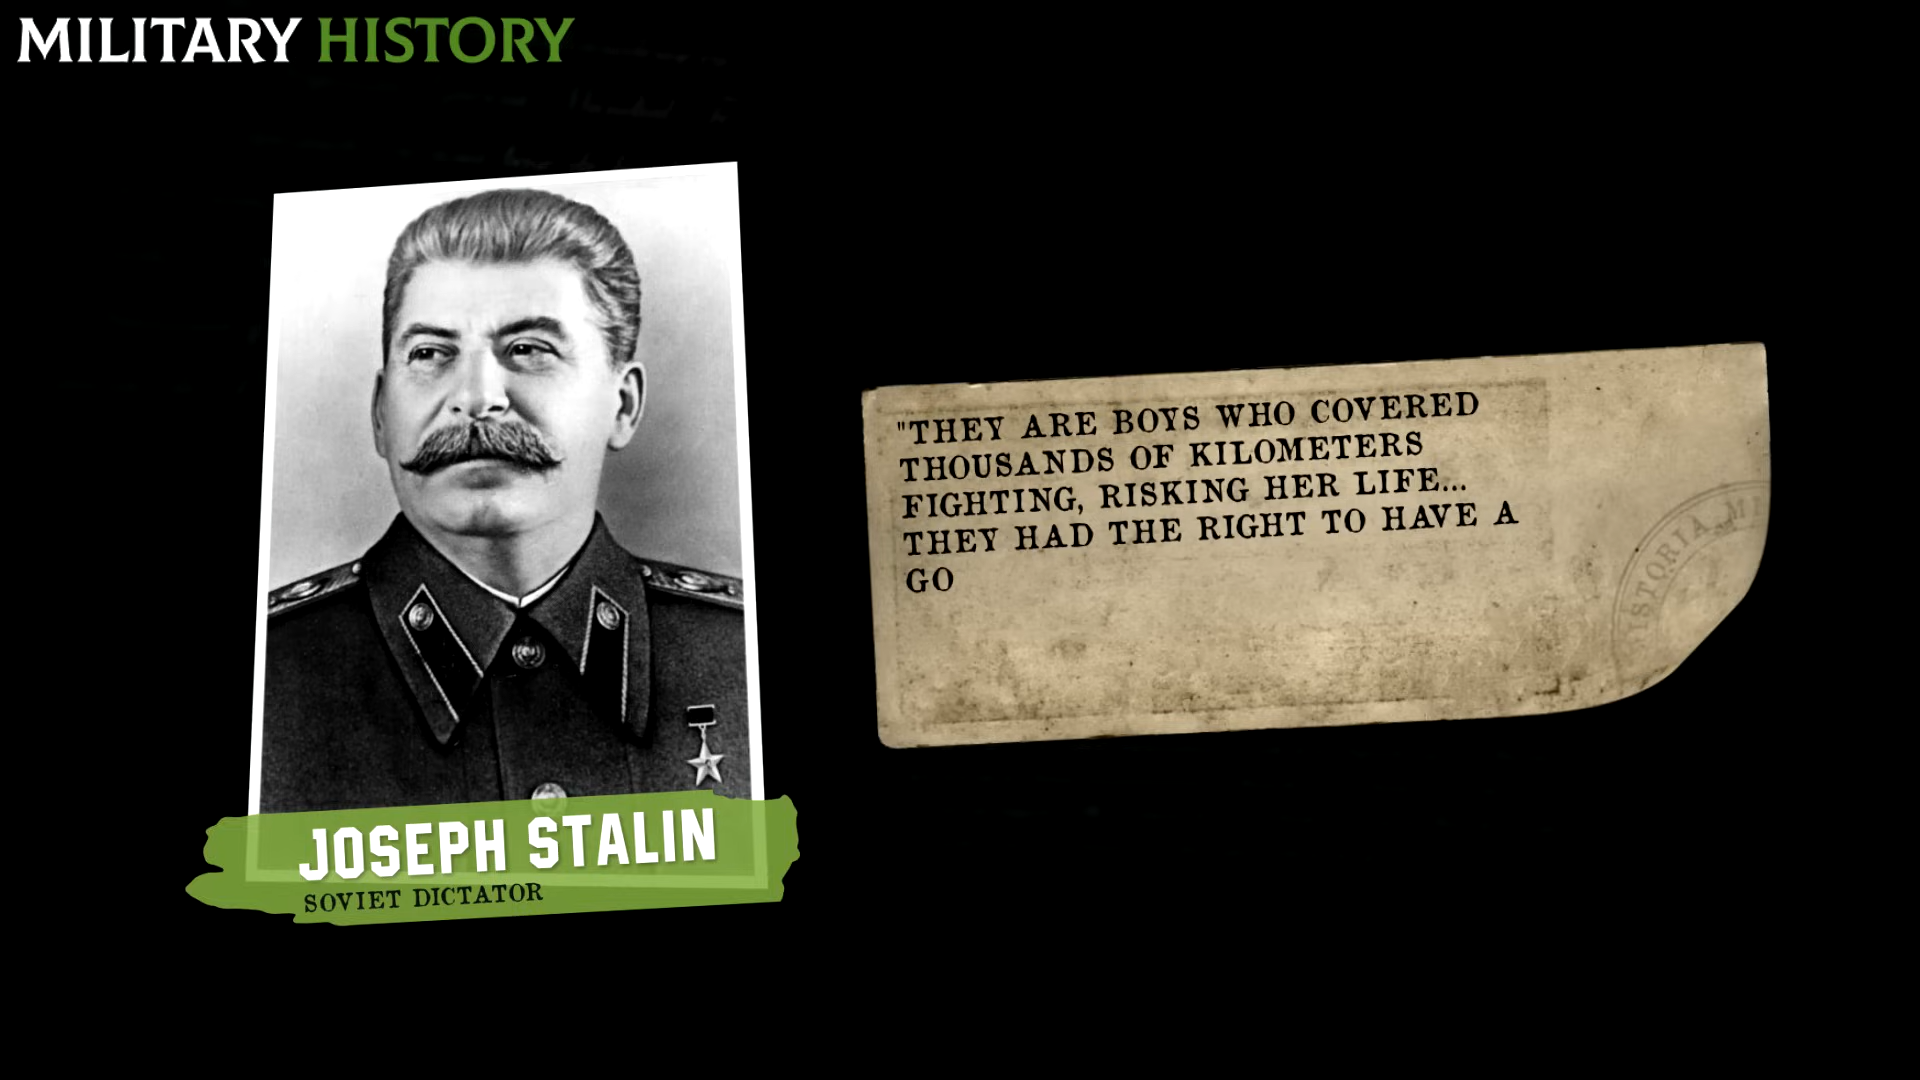 MILITARY HISTORY
"THEY ARE BOYS WHO COVERED
THOUSANDS OF KILOMETERS
FIGHTING, RISKING HER LIFE...
THEY HAD THE RIGHT TO HAVE A
GO
JOSEPH STALIN
SOVIET DICTATOR